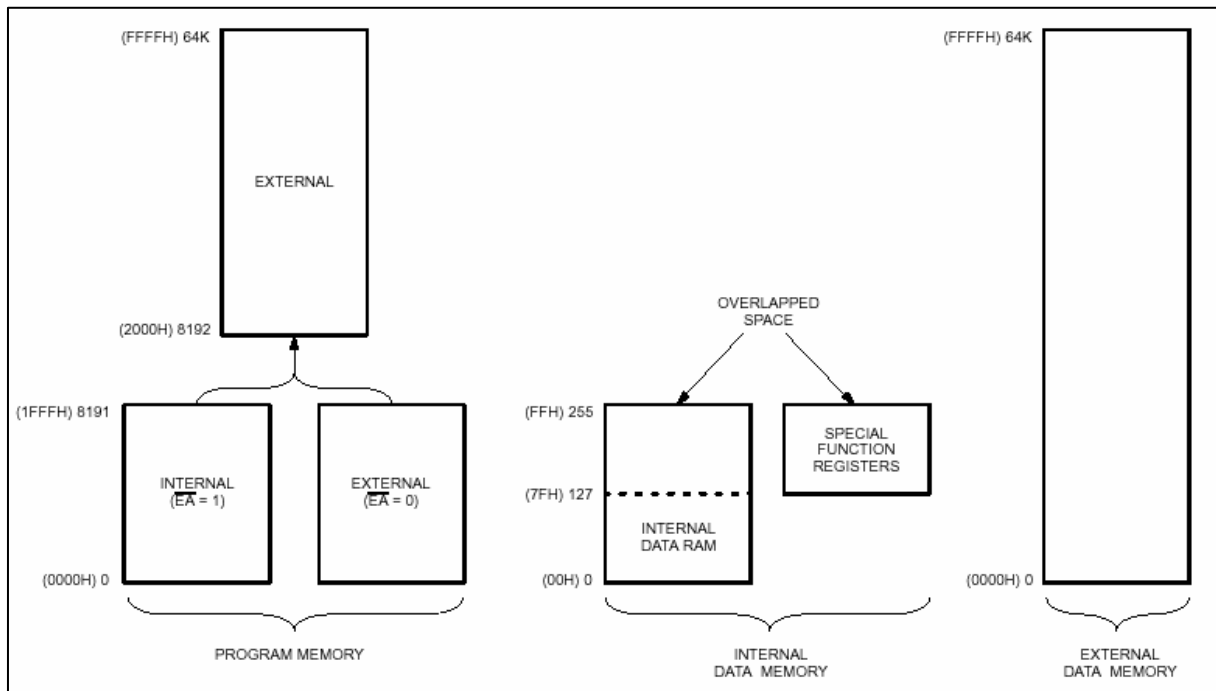 (FFFFH) 64K
EXTERNAL
(2000H) 8192
(1FFFH) 8191
INTERNAL
(EA = 1)
EXTERNAL
(EA = 0)
(0000H) 0
PROGRAM MEMORY
OVERLAPPED
SPACE
(FFH) 255
SPECIAL
FUNCTION
REGISTERS
(7FH) 127
INTERNAL
DATA RAM
(00H) 0
INTERNAL
DATA MEMORY
(FFFFH) 64K
(0000H) 0
EXTERNAL
DATA MEMORY